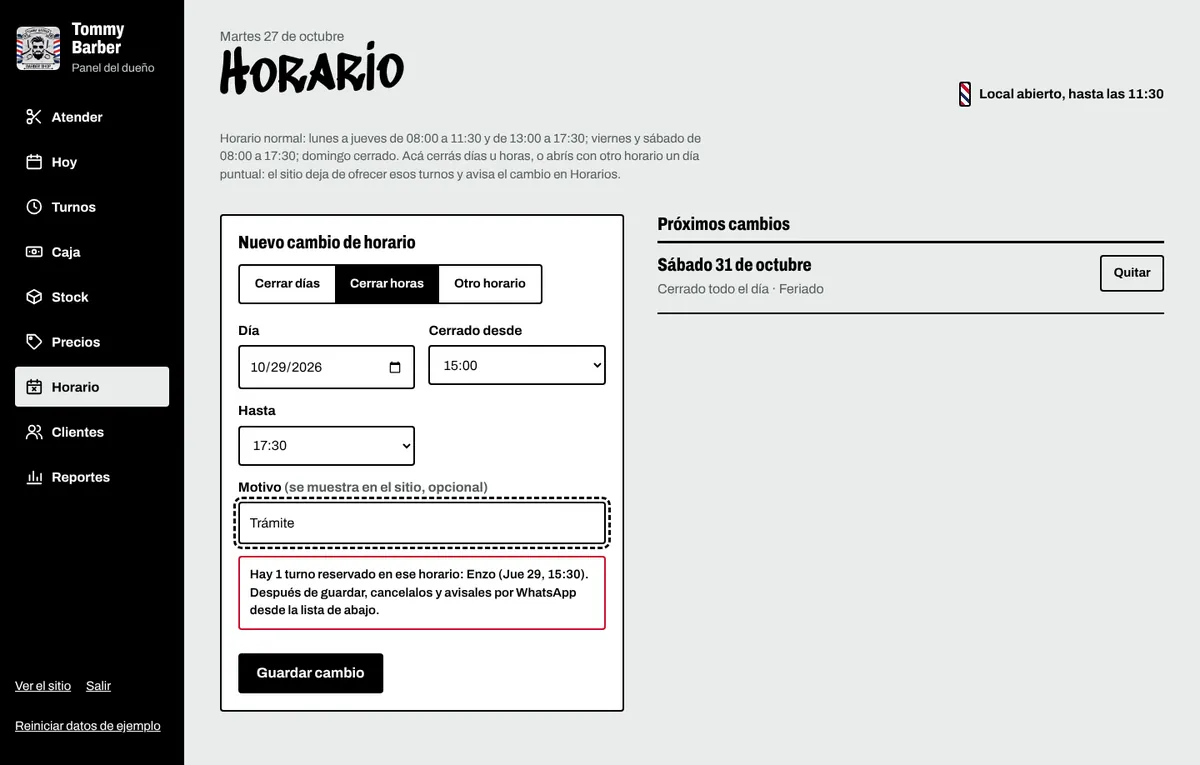 Tommy
Barber
Panel del dueño
Atender
Hoy
Turnos
Caja
Stock
Precios
Horario
Clientes
Reportes
Ver el sitio
Salir
Reiniciar datos de ejemplo
Martes 27 de octubre
HORARIO
Local abierto, hasta las 11:30
Horario normal: lunes a jueves de 08:00 a 11:30 y de 13:00 a 17:30; viernes y sábado de
08:00 a 17:30; domingo cerrado. Acá cerrás días u horas, o abrís con otro horario un día
puntual: el sitio deja de ofrecer esos turnos y avisa el cambio en Horarios.
Nuevo cambio de horario
Cerrar días
Cerrar horas
Otro horario
Día
Cerrado desde
10/29/2026
15:00
Hasta
17:30
Motivo (se muestra en el sitio, opcional)
Trámite
Hay 1 turno reservado en ese horario: Enzo (Jue 29, 15:30).
Después de guardar, cancelalos y avisales por WhatsApp
desde la lista de abajo.
Guardar cambio
Próximos cambios
Sábado 31 de octubre
Cerrado todo el día · Feriado
Quitar